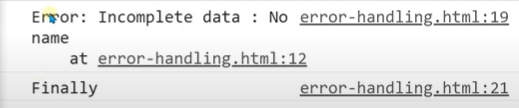 Error: Incomplete data : No error-handling.html:19
name
at error-handling.html:12
Finally error-handling.html:21